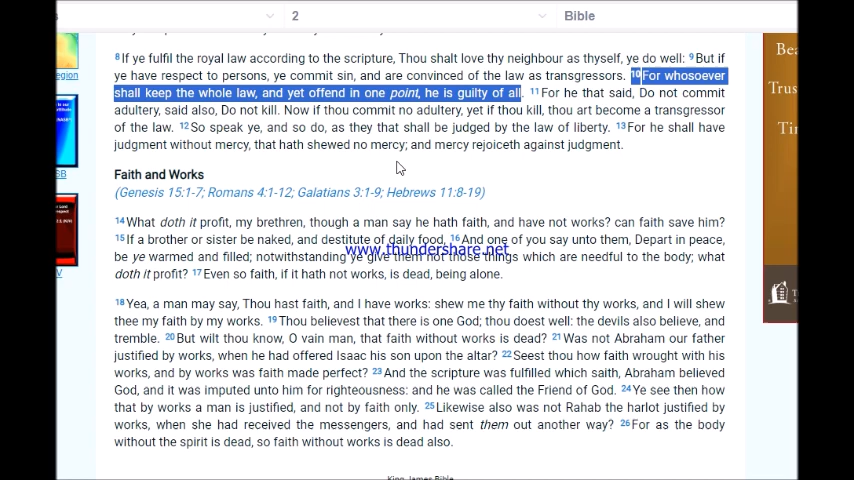 2
Bible
8 If ye fulfil the royal law according to the scripture, Thou shalt love thy neighbour as thyself, ye do well: 9 But if
ye have respect to persons, ye commit sin, and are convinced of the law as transgressors. 10 For whosoever
shall keep the whole law, and yet offend in one point, he is guilty of all. 11 For he that said, Do not commit
adultery, said also, Do not kill. Now if thou commit no adultery, yet if thou kill, thou art become a transgressor
of the law. 12 So speak ye, and so do, as they that shall be judged by the law of liberty. 13 For he shall have
judgment without mercy, that hath shewed no mercy; and mercy rejoiceth against judgment.
Faith and Works
(Genesis 15:1-7; Romans 4:1-12; Galatians 3:1-9; Hebrews 11:8-19)
14 What doth it profit, my brethren, though a man say he hath faith, and have not works? can faith save him?
15 If a brother or sister be naked, and destitute of daily food, 16 And one of you say unto them, Depart in peace,
www.thundershare.net
be ye warmed and filled; notwithstanding ye give them not those things which are needful to the body; what
doth it profit? 17 Even so faith, if it hath not works, is dead, being alone.
18 Yea, a man may say, Thou hast faith, and I have works: shew me thy faith without thy works, and I will shew
thee my faith by my works. 19 Thou believest that there is one God; thou doest well: the devils also believe, and
tremble. 20 But wilt thou know, O vain man, that faith without works is dead? 21 Was not Abraham our father
justified by works, when he had offered Isaac his son upon the altar? 22 Seest thou how faith wrought with his
works, and by works was faith made perfect? 23 And the scripture was fulfilled which saith, Abraham believed
God, and it was imputed unto him for righteousness: and he was called the Friend of God. 24 Ye see then how
that by works a man is justified, and not by faith only. 25 Likewise also was not Rahab the harlot justified by
works, when she had received the messengers, and had sent them out another way? 26 For as the body
without the spirit is dead, so faith without works is dead also.
King James Bible
egion
SB
V
Bea
Trus
Ti